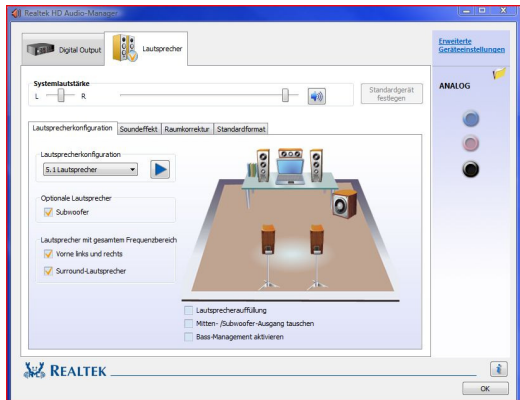 Realtek HD Audio-Manager
Digital Output
Lautsprecher
Erweiterte
Geräteeinstellungen
Systemlautstärke
L R
Standardgerät
festlegen
ANALOG
Lautsprecherkonfiguration Soundeffekt Raumkorrektur Standardformat
Lautsprecherkonfiguration
5.1 Lautsprecher
Optionale Lautsprecher
Subwoofer
Lautsprecher mit gesamtem Frequenzbereich
Vorne links und rechts
Surround-Lautsprecher
Lautsprecherauffüllung
Mitten- /Subwoofer-Ausgang tauschen
Bass-Management aktivieren
REALTEK
OK